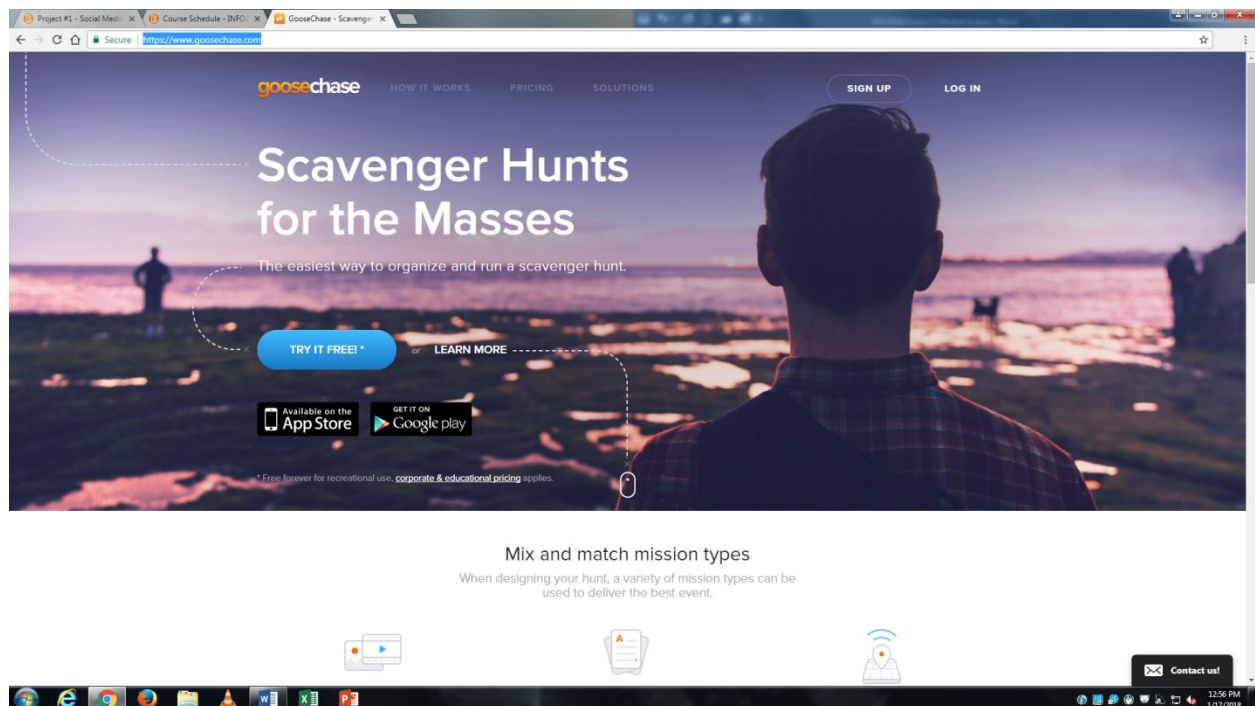 Project #1 - Social Medi
Course Schedule - INFO
GooseChase - Scavenger
Secure
https://www.goosechase.com
goosechase
HOW IT WORKS
PRICING
SOLUTIONS
SIGN UP
LOG IN
Scavenger Hunts
for the Masses
The easiest way to organize and run a scavenger hunt.
TRY IT FREE! *
or
LEARN MORE
Available on the
App Store
GET IT ON
Google play
* Free forever for recreational use, corporate & educational pricing applies.
Mix and match mission types
When designing your hunt, a variety of mission types can be
used to deliver the best event.
A
Contact us!
12:56 PM
1/17/2018